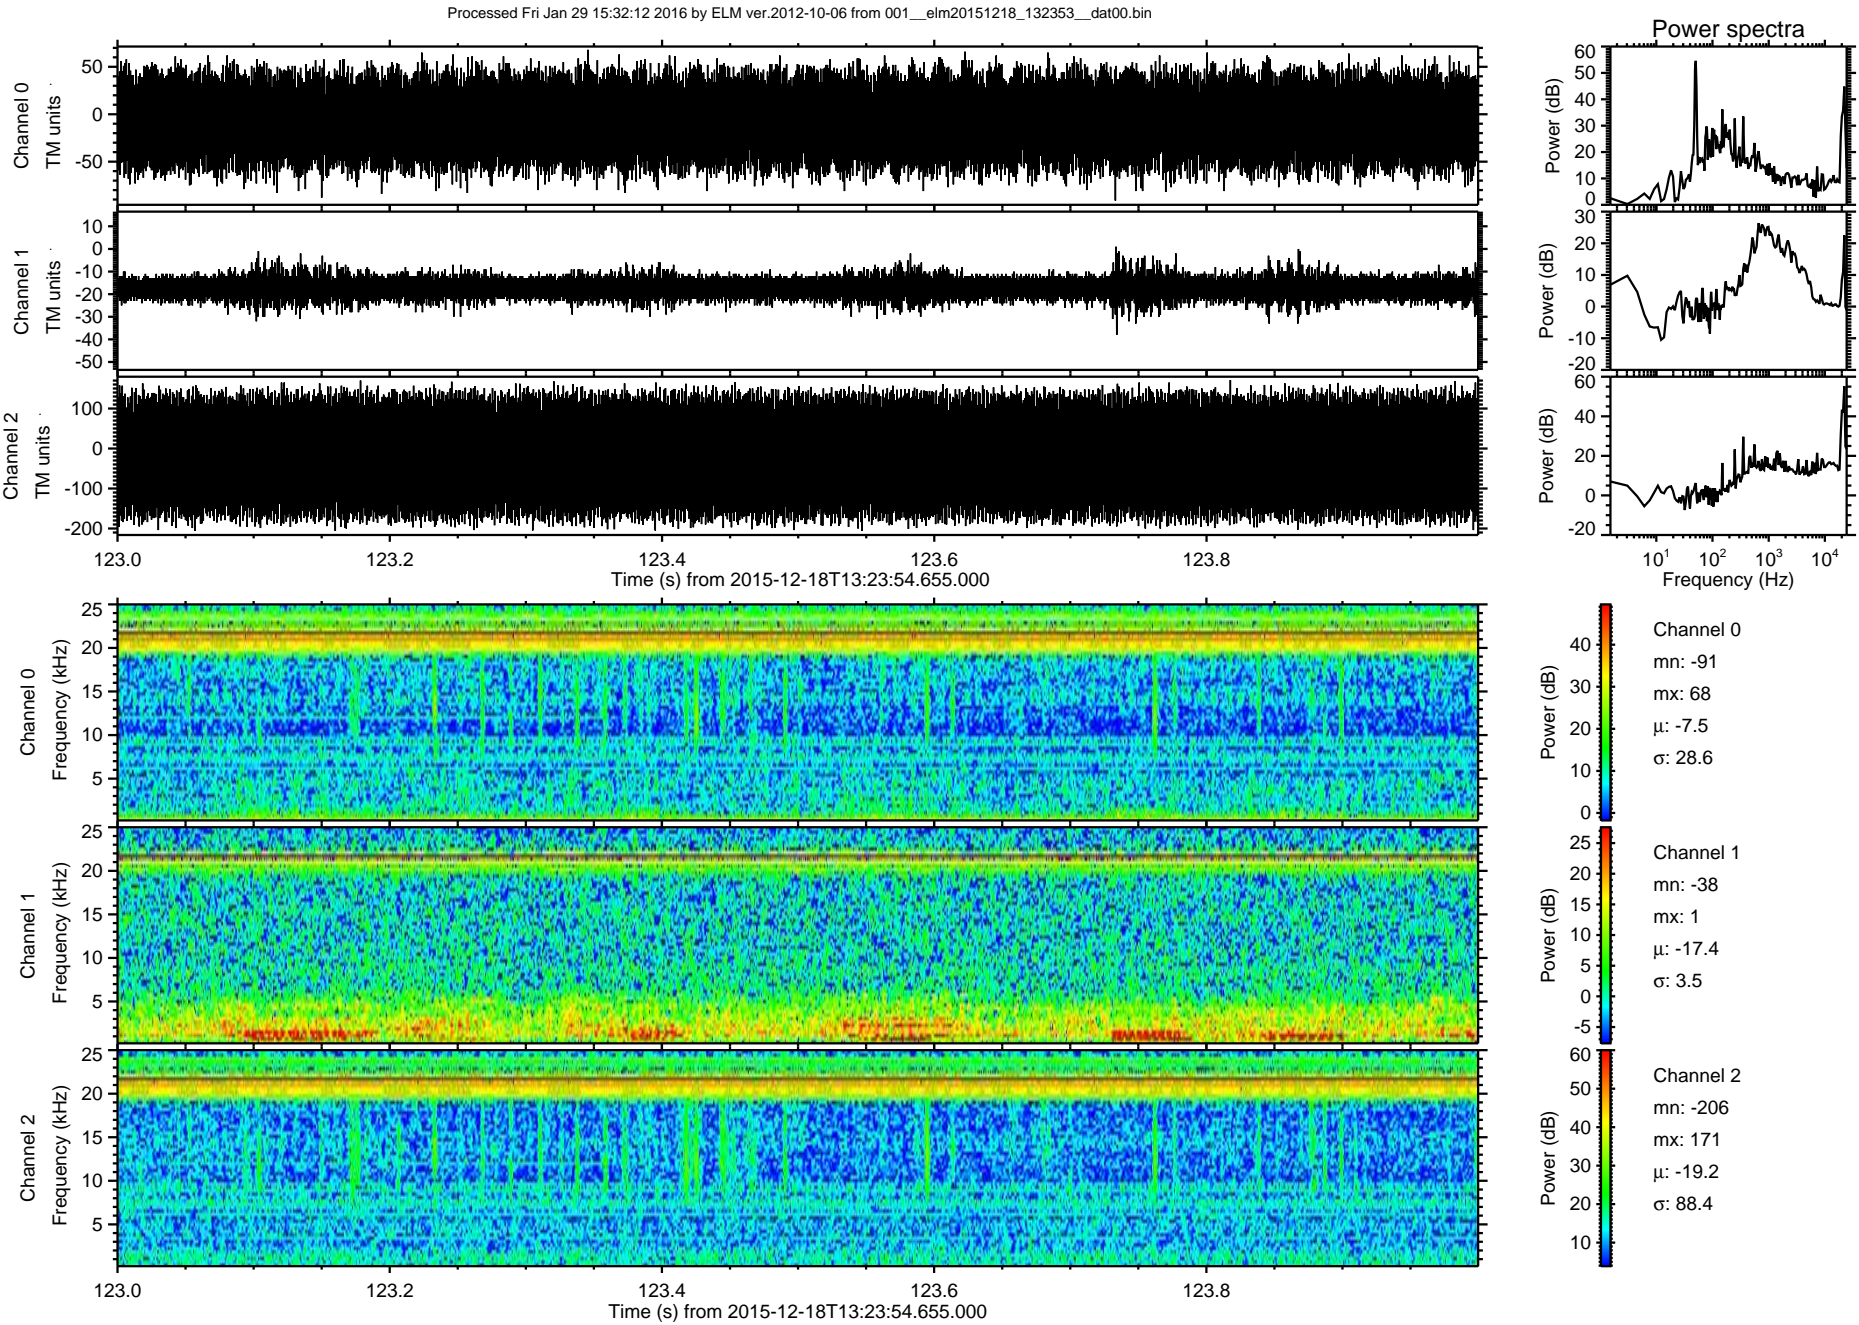 Processed Fri Jan 29 15:32:12 2016 by ELM ver.2012-10-06 from 001__elm20151218_132353__dat00.bin
Power spectra
Channel 0
TM units
50
0
-50
Power (dB)
60
50
40
30
20
10
0
Channel 1
TM units
10
0
-10
-20
-30
-40
-50
Power (dB)
30
20
10
0
-10
-20
Channel 2
TM units
100
0
-100
-200
Power (dB)
60
40
20
0
-20
123.0 123.2 123.4 123.6 123.8
Time (s) from 2015-12-18T13:23:54.655.000
10¹ 10² 10³ 10⁴
Frequency (Hz)
Channel 0
Frequency (kHz)
25
20
15
10
5
Power (dB)
40
30
20
10
0
Channel 0
mn: -91
mx: 68
μ: -7.5
σ: 28.6
Channel 1
Frequency (kHz)
25
20
15
10
5
Power (dB)
25
20
15
10
5
0
-5
Channel 1
mn: -38
mx: 1
μ: -17.4
σ: 3.5
Channel 2
Frequency (kHz)
25
20
15
10
5
Power (dB)
60
50
40
30
20
10
Channel 2
mn: -206
mx: 171
μ: -19.2
σ: 88.4
123.0 123.2 123.4 123.6 123.8
Time (s) from 2015-12-18T13:23:54.655.000